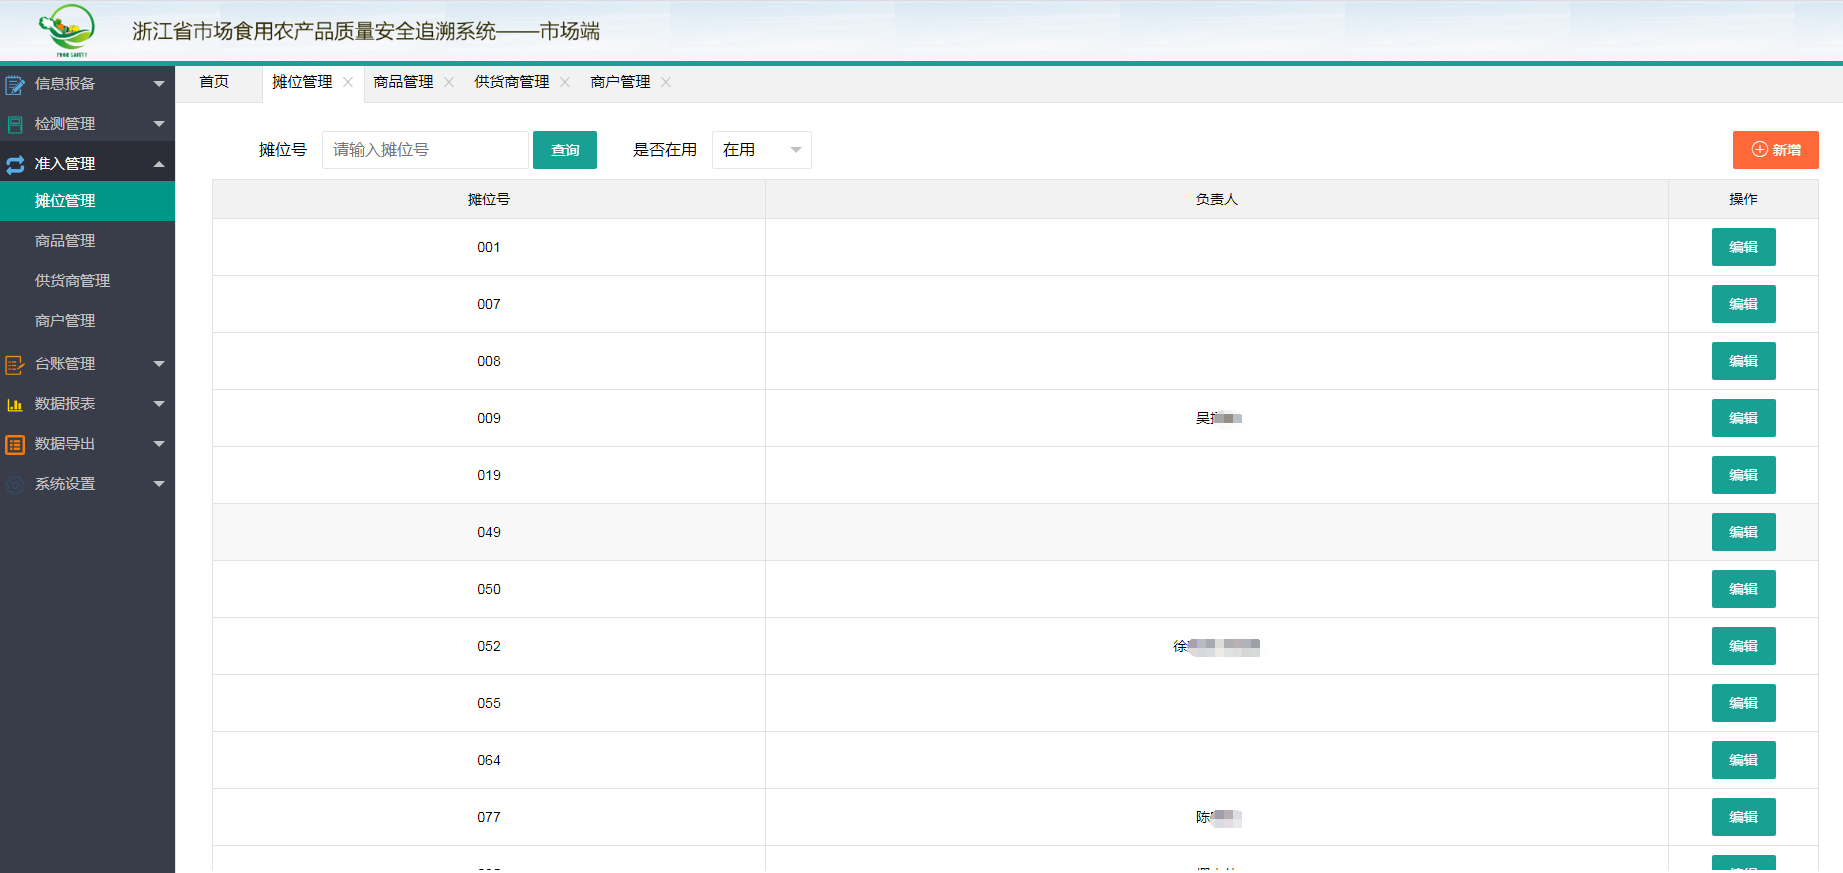 FOOD SAFETY
浙江省市场食用农产品质量安全追溯系统——市场端
信息报备
检测管理
准入管理
摊位管理
商品管理
供货商管理
商户管理
台账管理
数据报表
数据导出
系统设置
首页 摊位管理 商品管理 供货商管理 商户管理
摊位号 请输入摊位号 查询 是否在用 在用 新增
摊位号 负责人 操作
001 编辑
007 编辑
008 编辑
009 吴 编辑
019 编辑
049 编辑
050 编辑
052 徐 编辑
055 编辑
064 编辑
077 陈 编辑